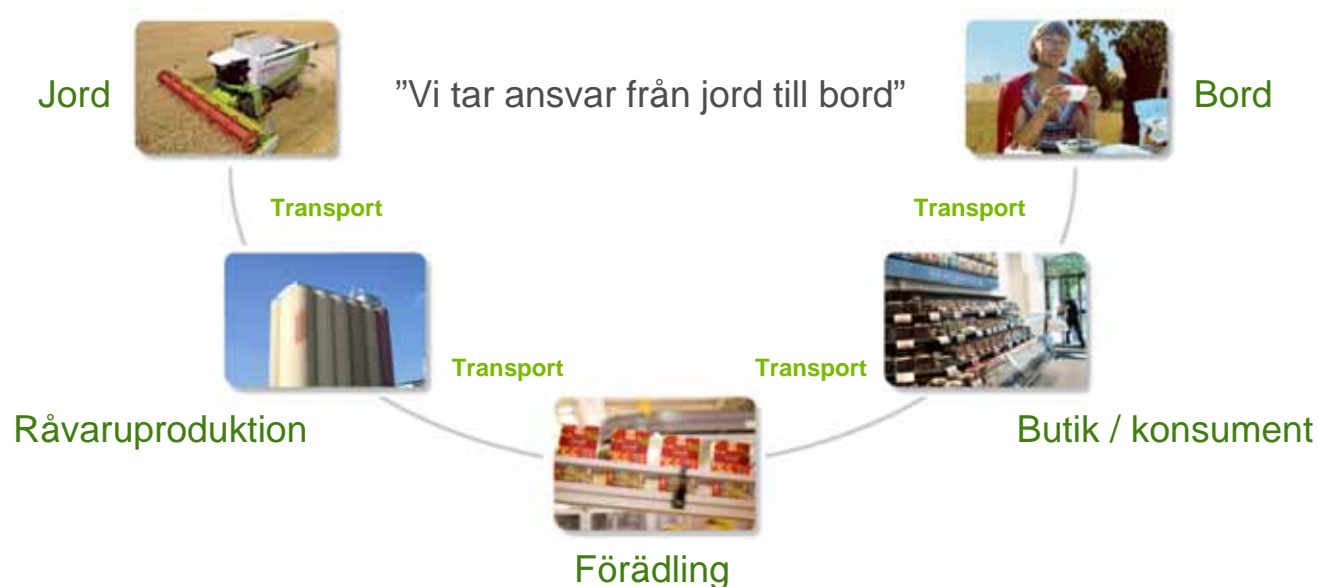 Jord
”Vi tar ansvar från jord till bord”
Bord
Transport
Transport
Transport
Transport
Råvaruproduktion
Butik / konsument
Förädling